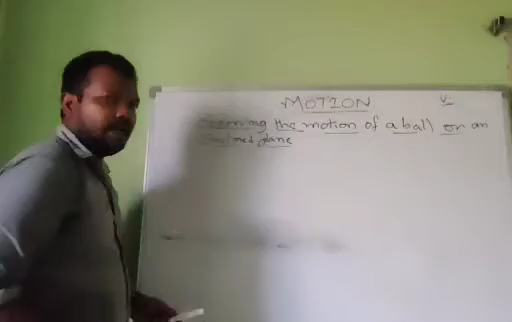 MOTION
V.
Observing the motion of a ball on an
inclined plane